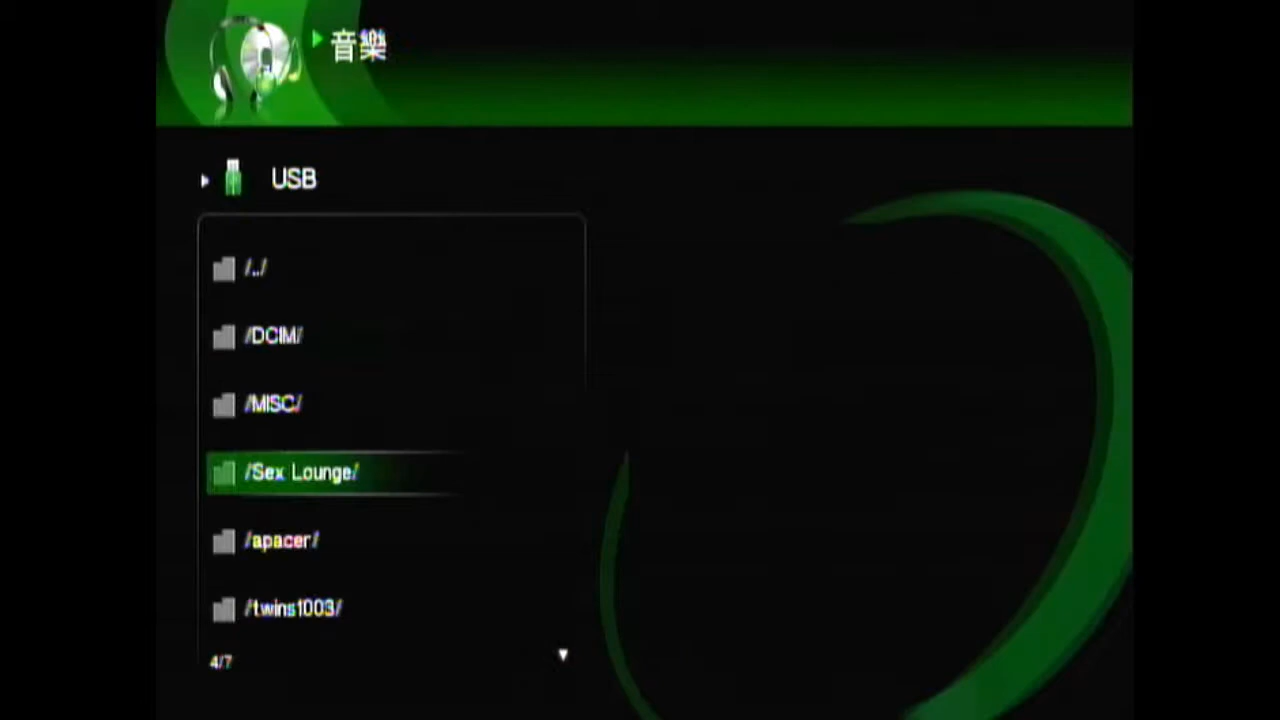 音樂
USB
/../
/DCIM/
/MISC/
/Sex Lounge/
/apacer/
/twins1003/
4/7